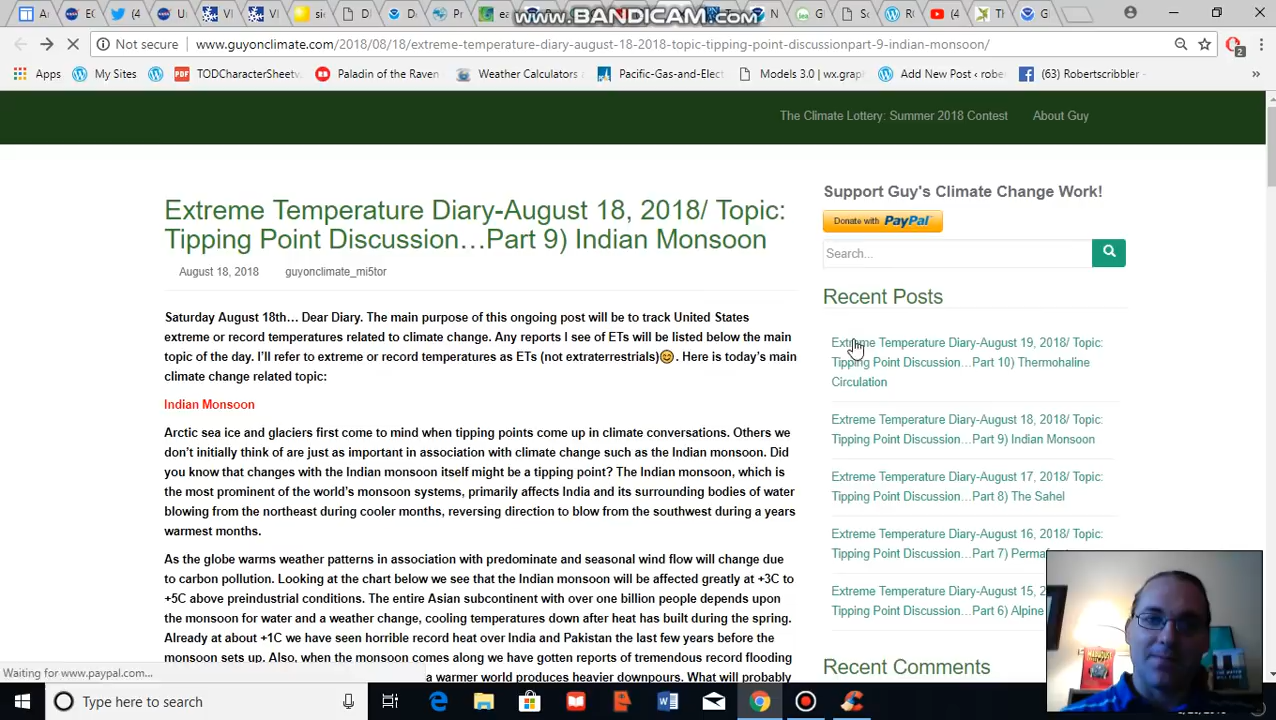 www.BANDICAM.com
Not secure | www.guyonclimate.com/2018/08/18/extreme-temperature-diary-august-18-2018-topic-tipping-point-discussionpart-9-indian-monsoon/
Apps My Sites TODCharacterSheet Paladin of the Raven Weather Calculators Pacific-Gas-and-Elect Models 3.0 | wx.graph Add New Post ‹ rober (63) Robertscribbler -
The Climate Lottery: Summer 2018 Contest About Guy
Extreme Temperature Diary-August 18, 2018/ Topic:
Tipping Point Discussion…Part 9) Indian Monsoon
August 18, 2018 guyonclimate_mi5tor
Saturday August 18th… Dear Diary. The main purpose of this ongoing post will be to track United States
extreme or record temperatures related to climate change. Any reports I see of ETs will be listed below the main
topic of the day. I'll refer to extreme or record temperatures as ETs (not extraterrestrials)😊. Here is today's main
climate change related topic:
Indian Monsoon
Arctic sea ice and glaciers first come to mind when tipping points come up in climate conversations. Others we
don't initially think of are just as important in association with climate change such as the Indian monsoon. Did
you know that changes with the Indian monsoon itself might be a tipping point? The Indian monsoon, which is
the most prominent of the world's monsoon systems, primarily affects India and its surrounding bodies of water
blowing from the northeast during cooler months, reversing direction to blow from the southwest during a years
warmest months.
As the globe warms weather patterns in association with predominate and seasonal wind flow will change due
to carbon pollution. Looking at the chart below we see that the Indian monsoon will be affected greatly at +3C to
+5C above preindustrial conditions. The entire Asian subcontinent with over one billion people depends upon
the monsoon for water and a weather change, cooling temperatures down after heat has built during the spring.
Already at about +1C we have seen horrible record heat over India and Pakistan the last few years before the
monsoon sets up. Also, when the monsoon comes along we have gotten reports of tremendous record flooding
a warmer world produces heavier downpours. What will probably
Support Guy's Climate Change Work!
Donate with PayPal
Search...
Recent Posts
Extreme Temperature Diary-August 19, 2018/ Topic:
Tipping Point Discussion…Part 10) Thermohaline
Circulation
Extreme Temperature Diary-August 18, 2018/ Topic:
Tipping Point Discussion…Part 9) Indian Monsoon
Extreme Temperature Diary-August 17, 2018/ Topic:
Tipping Point Discussion…Part 8) The Sahel
Extreme Temperature Diary-August 16, 2018/ Topic:
Tipping Point Discussion…Part 7)
Extreme Temperature Diary-August 15, 2
Tipping Point Discussion…Part 6) Alpine
Recent Comments
Waiting for www.paypal.com...
Type here to search